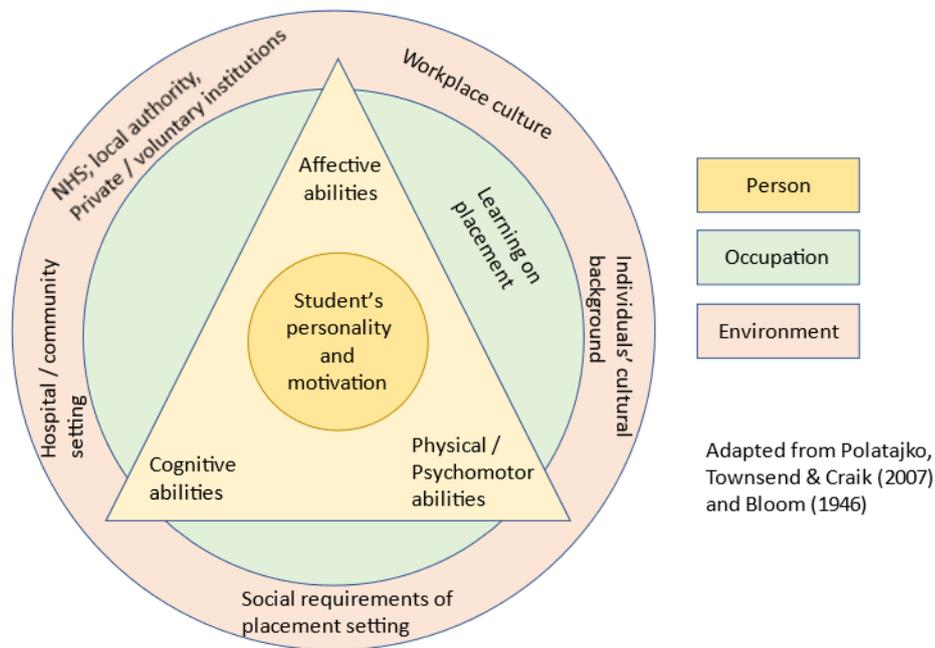 NHS; local authority,
Private / voluntary institutions
Workplace culture
Affective
abilities
Learning on
placement
Person
Occupation
Environment
Individuals’ cultural
background
Hospital / community
setting
Student’s
personality
and
motivation
Cognitive
abilities
Physical /
Psychomotor
abilities
Adapted from Polatajko,
Townsend & Craik (2007)
and Bloom (1946)
Social requirements of
placement setting